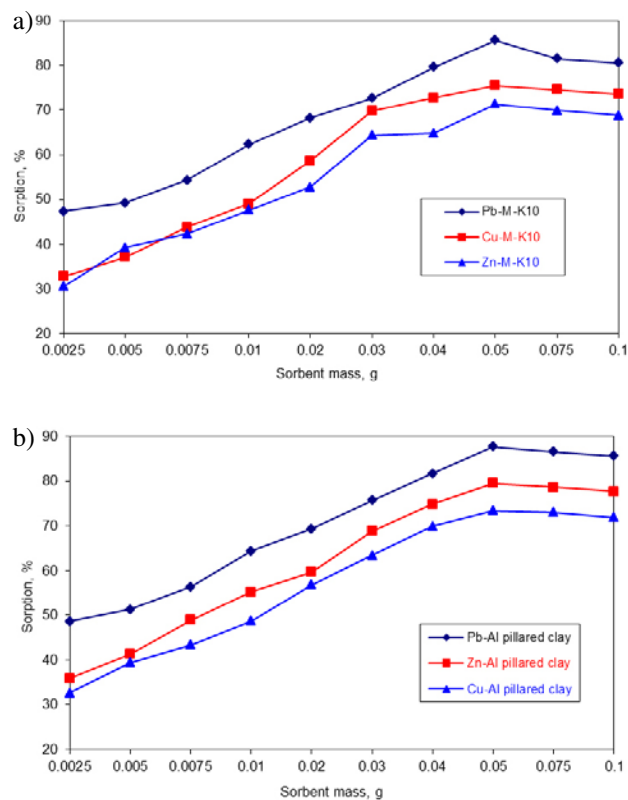 a)
90
80
70
60
50
40
30
20
Sorption, %
Pb-M-K10
Cu-M-K10
Zn-M-K10
0.0025 0.005 0.0075 0.01 0.02 0.03 0.04 0.05 0.075 0.1
Sorbent mass, g
b)
90
80
70
60
50
40
30
20
Sorption, %
Pb-Al pillared clay
Zn-Al pillared clay
Cu-Al pillared clay
0.0025 0.005 0.0075 0.01 0.02 0.03 0.04 0.05 0.075 0.1
Sorbent mass, g